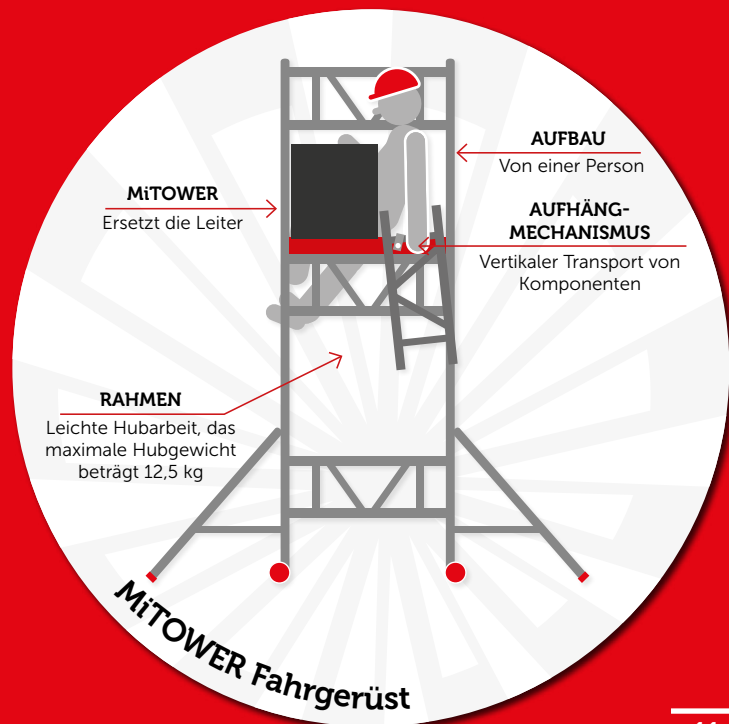 AUFBAU
Von einer Person
MiTOWER
Ersetzt die Leiter
AUFHÄNG-
MECHANISMUS
Vertikaler Transport von
Komponenten
RAHMEN
Leichte Hubarbeit, das
maximale Hubgewicht
beträgt 12,5 kg
MiTOWER Fahrgerüst